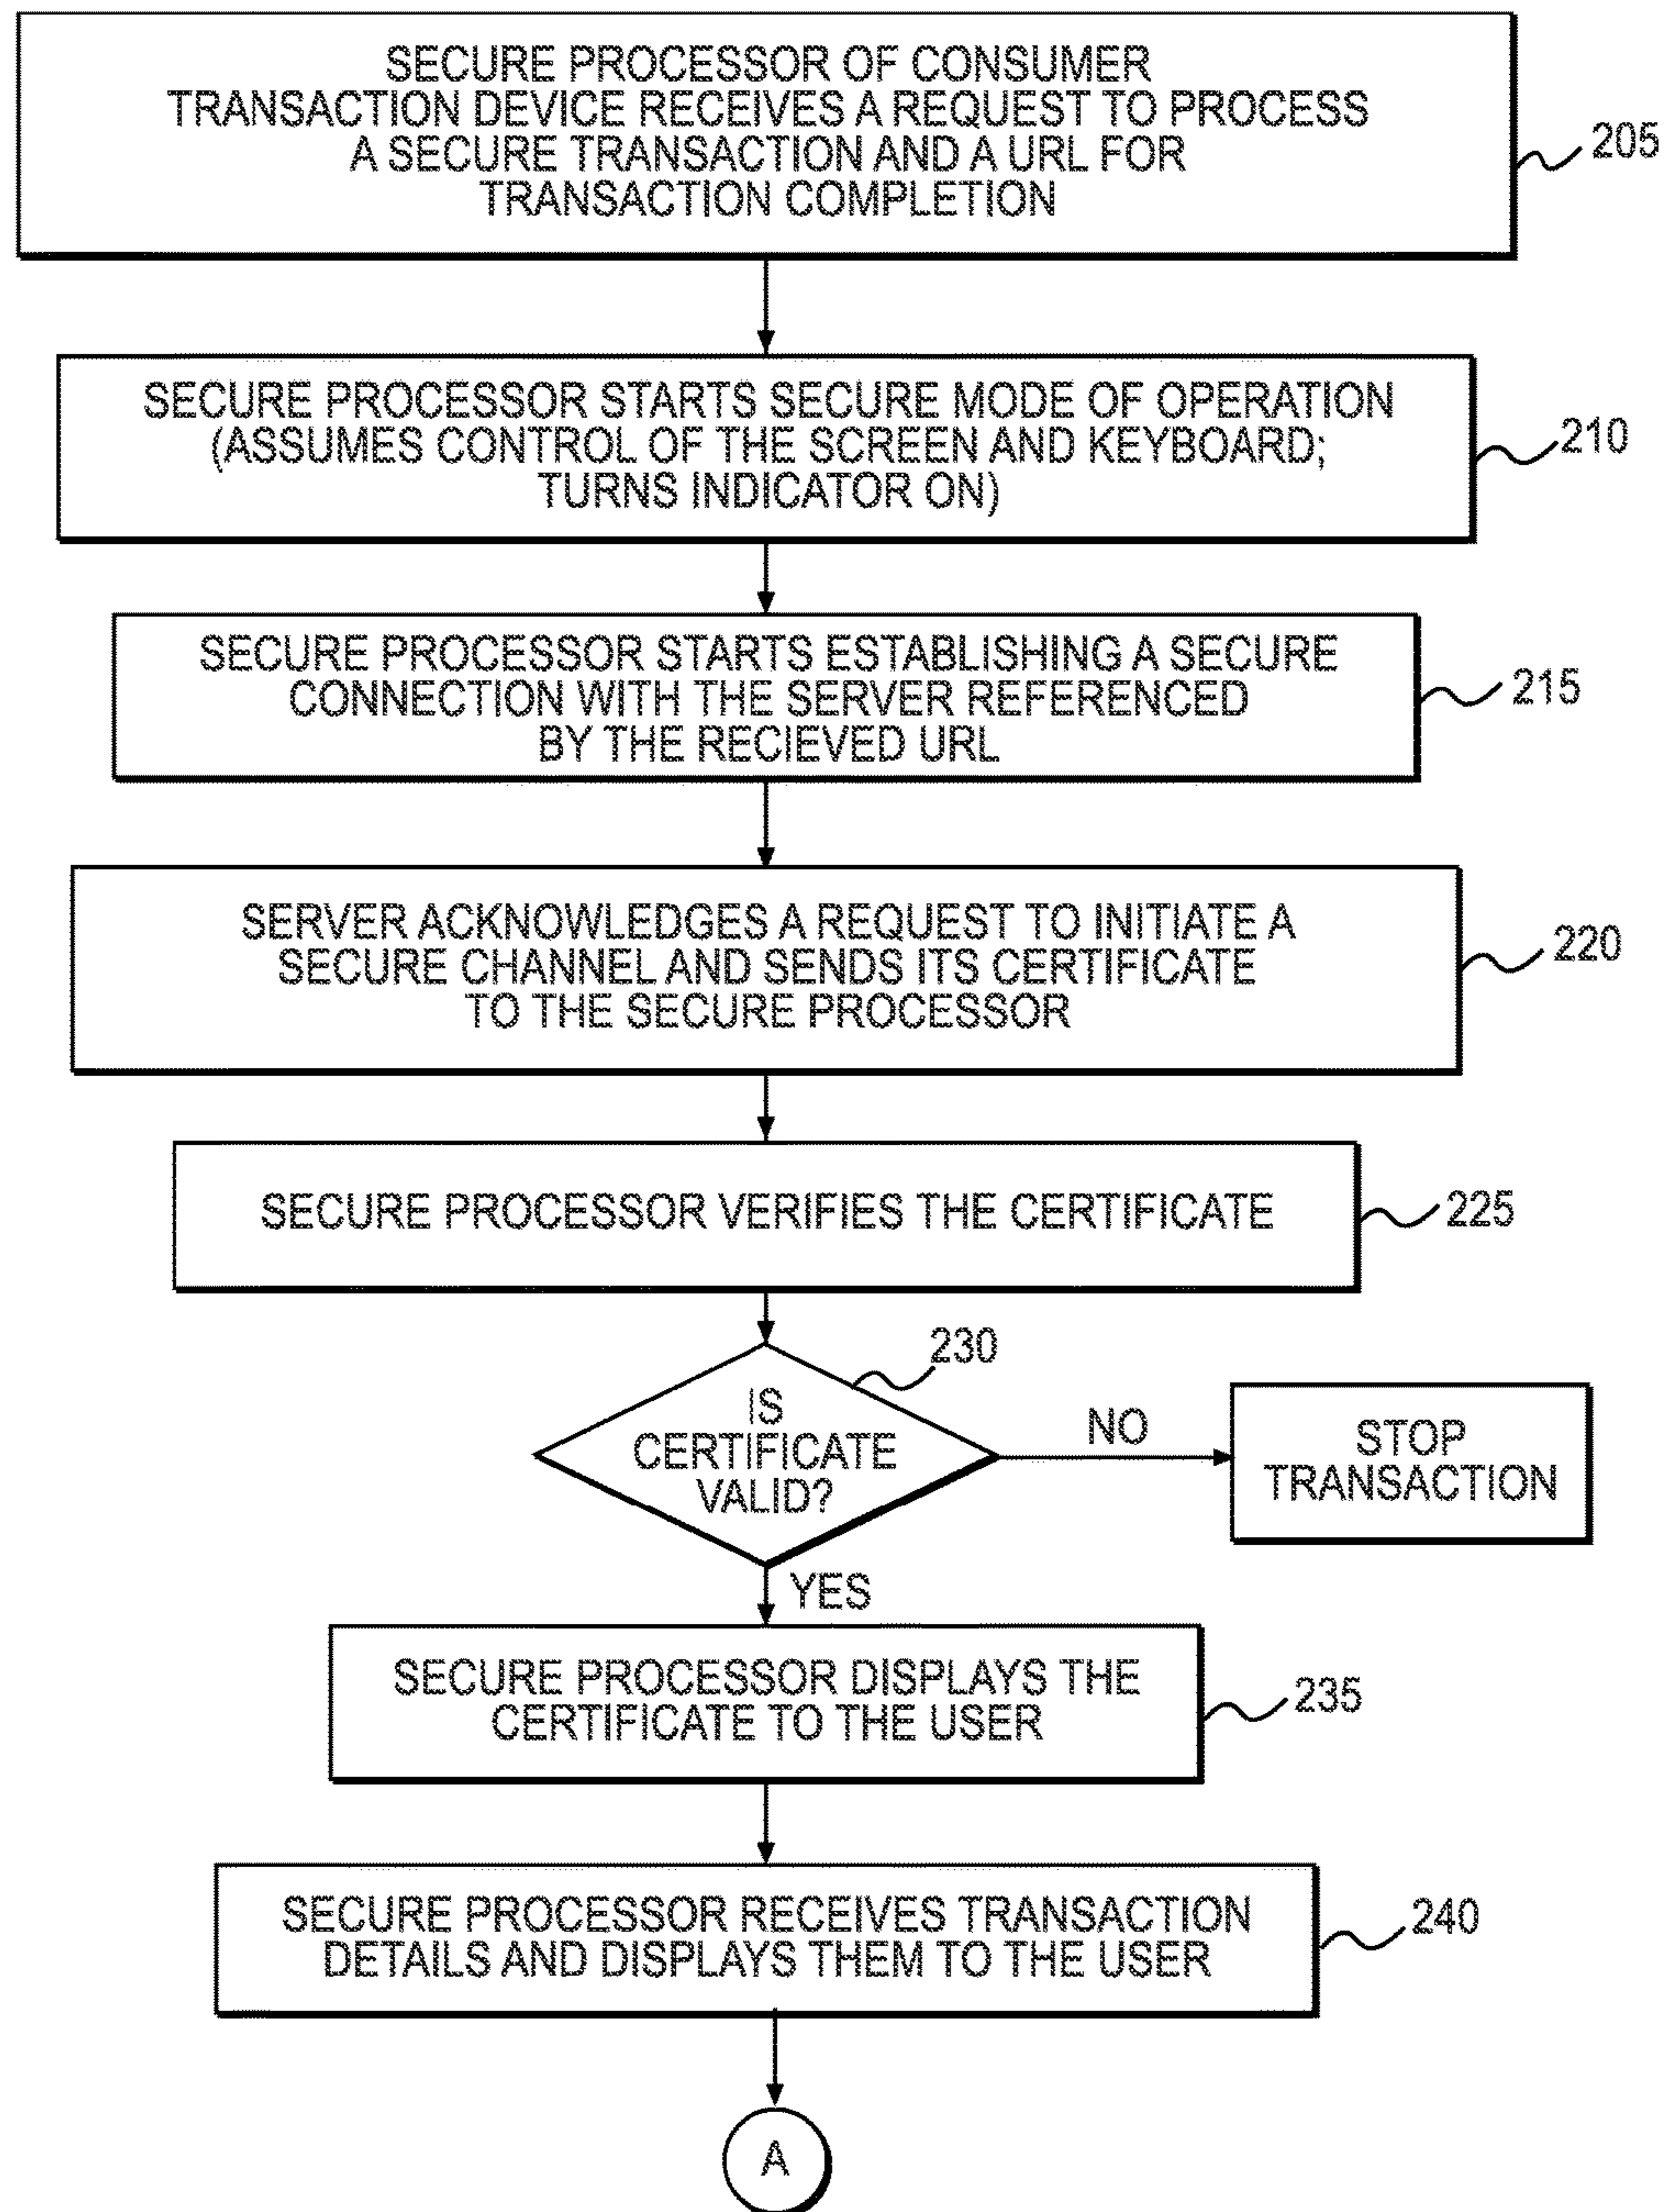 SECURE PROCESSOR OF CONSUMER
TRANSACTION DEVICE RECEIVES A REQUEST TO PROCESS
A SECURE TRANSACTION AND A URL FOR
TRANSACTION COMPLETION
205
SECURE PROCESSOR STARTS SECURE MODE OF OPERATION
(ASSUMES CONTROL OF THE SCREEN AND KEYBOARD;
TURNS INDICATOR ON)
210
SECURE PROCESSOR STARTS ESTABLISHING A SECURE
CONNECTION WITH THE SERVER REFERENCED
BY THE RECIEVED URL
215
SERVER ACKNOWLEDGES A REQUEST TO INITIATE A
SECURE CHANNEL AND SENDS ITS CERTIFICATE
TO THE SECURE PROCESSOR
220
SECURE PROCESSOR VERIFIES THE CERTIFICATE
225
230
IS
CERTIFICATE
VALID?
NO
STOP
TRANSACTION
YES
SECURE PROCESSOR DISPLAYS THE
CERTIFICATE TO THE USER
235
SECURE PROCESSOR RECEIVES TRANSACTION
DETAILS AND DISPLAYS THEM TO THE USER
240
A